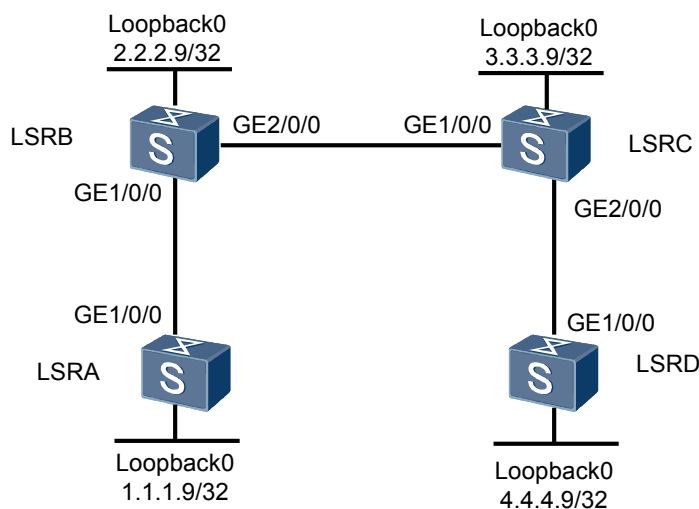 Loopback0
2.2.2.9/32
Loopback0
3.3.3.9/32
LSRB
S
GE2/0/0
GE1/0/0
S
LSRC
GE1/0/0
GE2/0/0
GE1/0/0
GE1/0/0
LSRA
S
S
LSRD
Loopback0
1.1.1.9/32
Loopback0
4.4.4.9/32